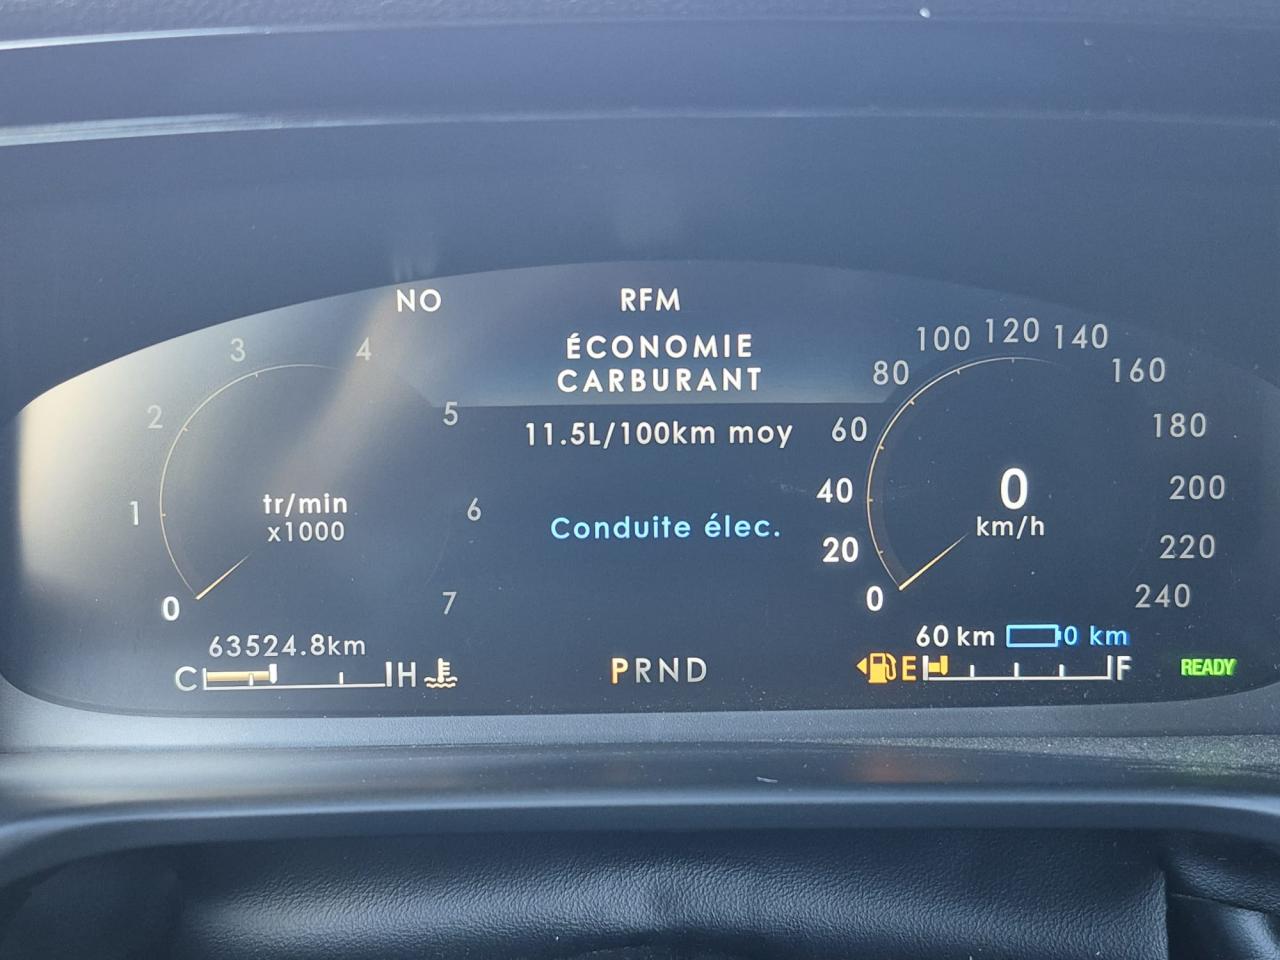 NO RFM
ÉCONOMIE
CARBURANT
11.5L/100km moy
Conduite élec.
0 1 2 3 4 5 6 7
tr/min
x1000
0 20 40 60 80 100 120 140 160 180 200 220 240
0
km/h
63524.8km
C H
PRND
60 km 0 km
E F
READY